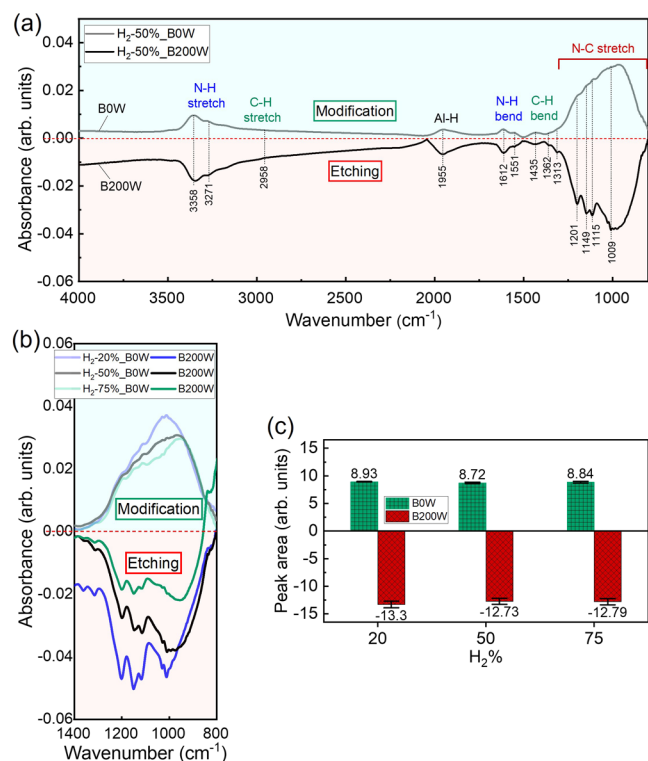 (a)
H₂-50%_B0W
H₂-50%_B200W
N-C stretch
N-H stretch
C-H stretch
Modification
Al-H
N-H bend
C-H bend
B0W
B200W
Etching
3358
3271
2958
1955
1612
1551
1435
1362
1313
1201
1149
1115
1009
Absorbance (arb. units)
0.04
0.02
0.00
-0.02
-0.04
-0.06
4000 3500 3000 2500 2000 1500 1000
Wavenumber (cm⁻¹)
(b)
H₂-20%_B0W B200W
H₂-50%_B0W B200W
H₂-75%_B0W B200W
Modification
Etching
Absorbance (arb. units)
0.06
0.04
0.02
0.00
-0.02
-0.04
-0.06
1400 1200 1000 800
Wavenumber (cm⁻¹)
(c)
8.93 8.72 8.84
B0W
B200W
-13.3 -12.73 -12.79
Peak area (arb. units)
15
10
5
0
-5
-10
-15
20 50 75
H₂%